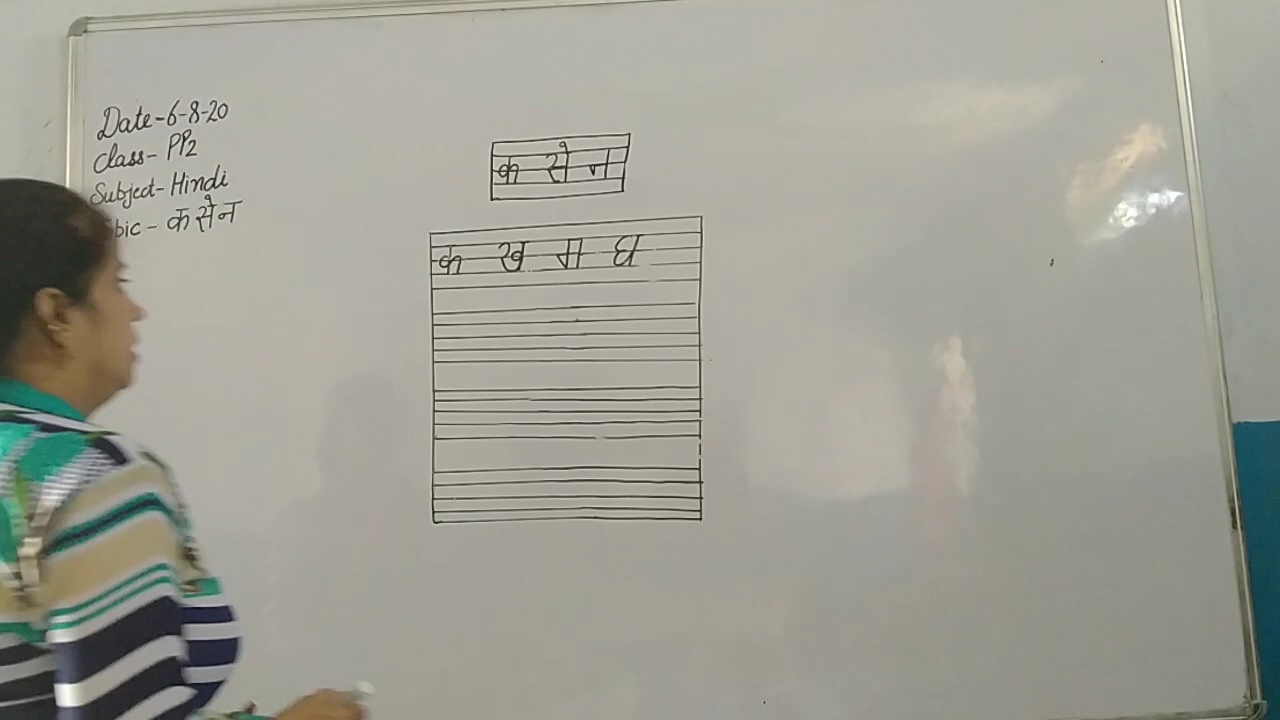 Date-6-8-20
Class- PP2
Subject- Hindi
bic - क से न
क से न
क ख ग घ